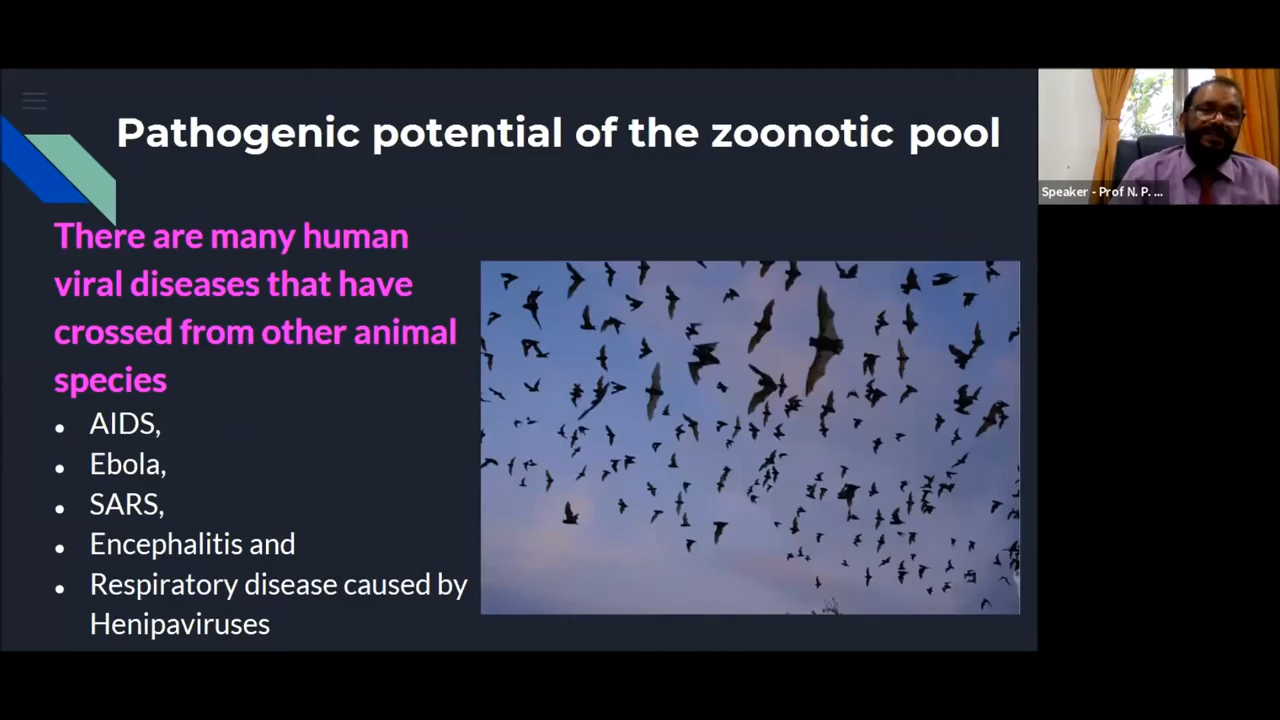 Pathogenic potential of the zoonotic pool
There are many human
viral diseases that have
crossed from other animal
species
● AIDS,
● Ebola,
● SARS,
● Encephalitis and
● Respiratory disease caused by
Henipaviruses
Speaker - Prof N. P. ...